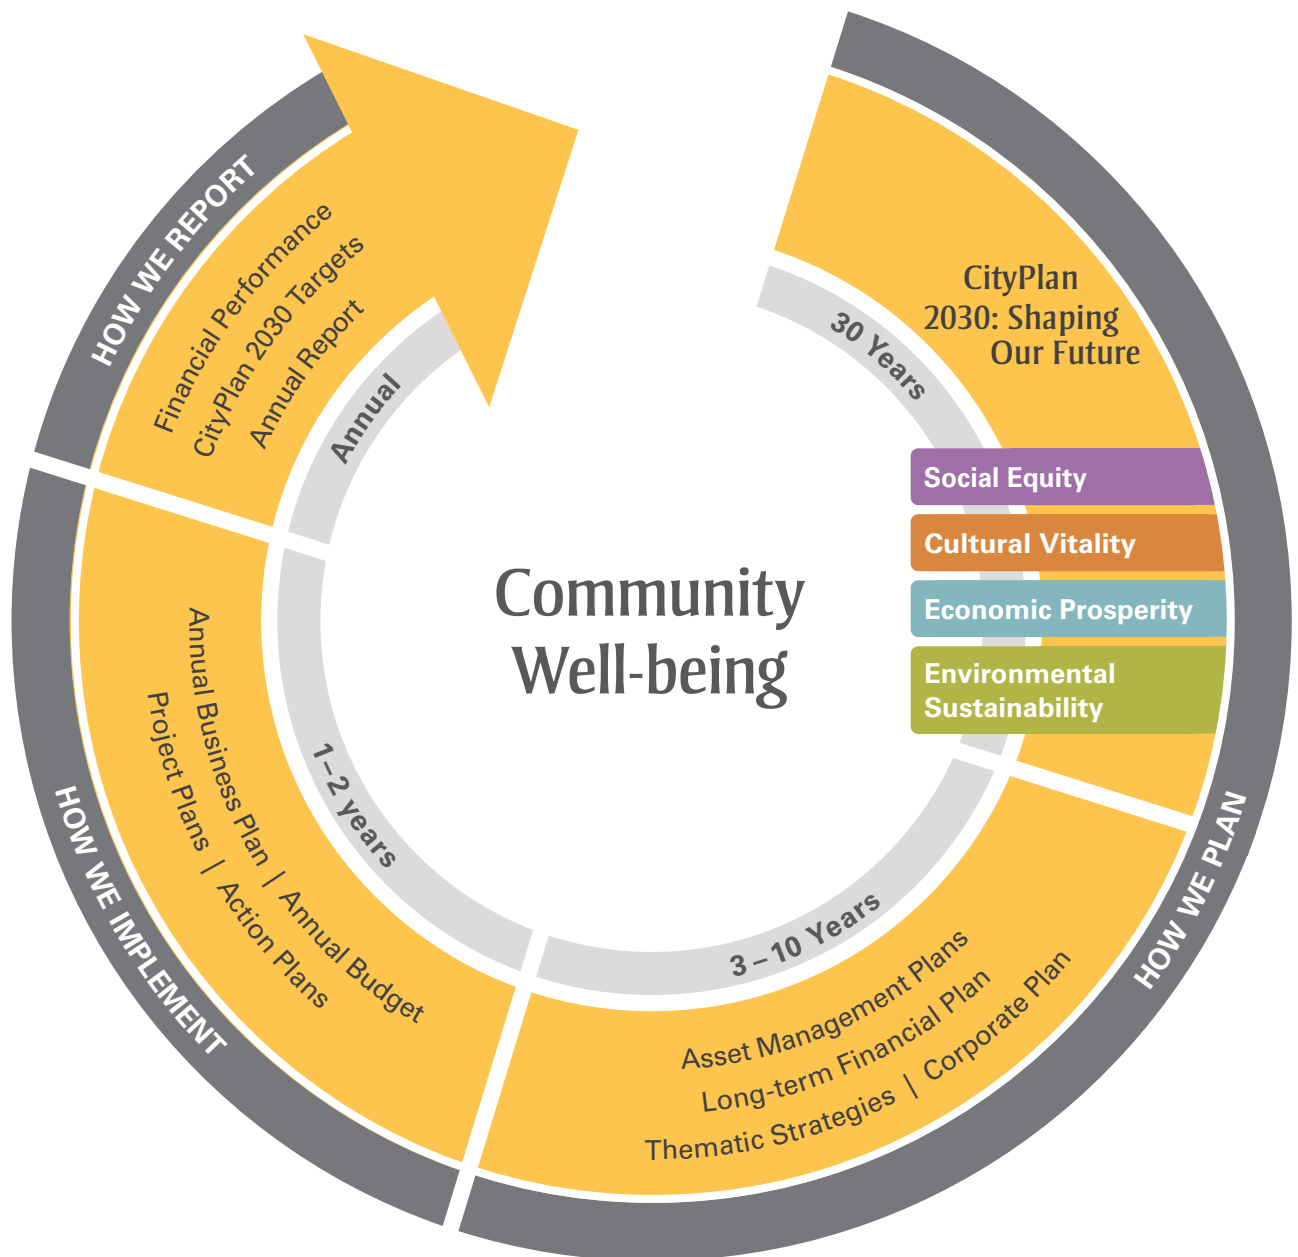 CityPlan
2030: Shaping
Our Future
30 Years
Social Equity
Cultural Vitality
Economic Prosperity
Environmental
Sustainability
HOW WE PLAN
3–10 Years
Asset Management Plans
Long-term Financial Plan
Thematic Strategies | Corporate Plan
1–2 years
Annual Business Plan | Annual Budget
Project Plans | Action Plans
HOW WE IMPLEMENT
HOW WE REPORT
Financial Performance
CityPlan 2030 Targets
Annual Report
Annual
Community
Well-being